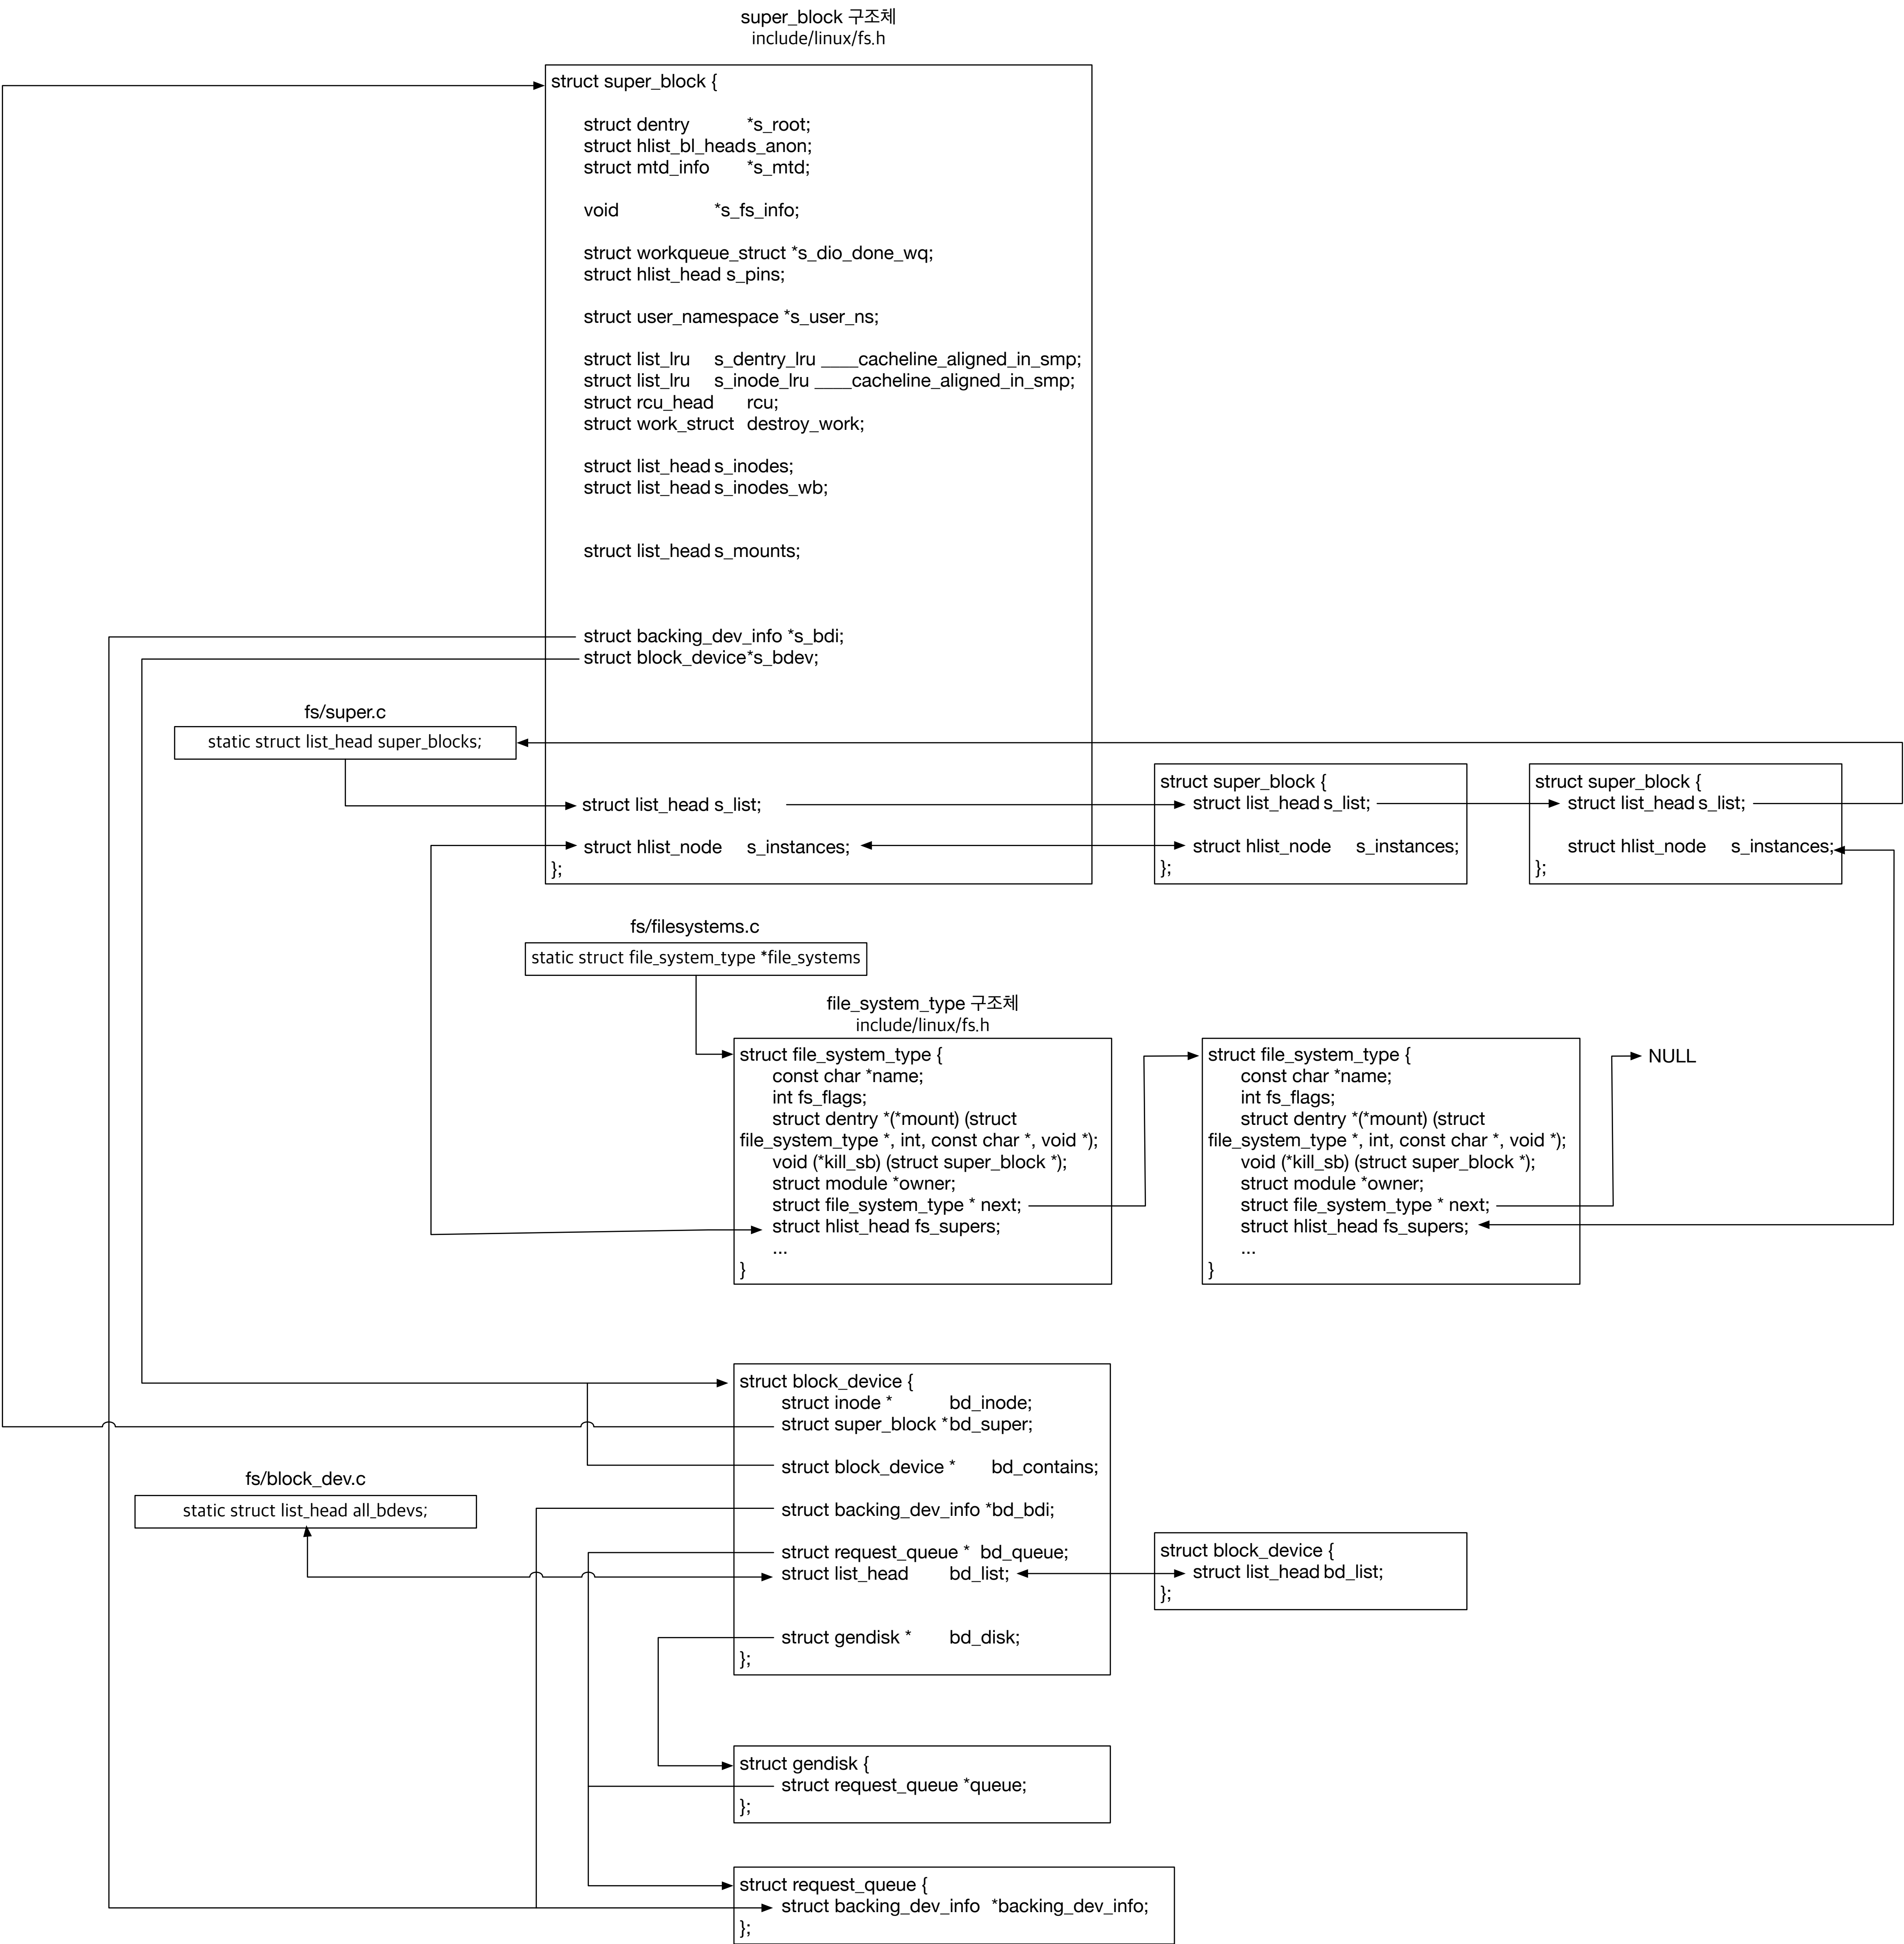 super_block 구조체
include/linux/fs.h
struct super_block {
struct dentry *s_root;
struct hlist_bl_head s_anon;
struct mtd_info *s_mtd;
void *s_fs_info;
struct workqueue_struct *s_dio_done_wq;
struct hlist_head s_pins;
struct user_namespace *s_user_ns;
struct list_lru s_dentry_lru ____cacheline_aligned_in_smp;
struct list_lru s_inode_lru ____cacheline_aligned_in_smp;
struct rcu_head rcu;
struct work_struct destroy_work;
struct list_head s_inodes;
struct list_head s_inodes_wb;
struct list_head s_mounts;
struct backing_dev_info *s_bdi;
struct block_device *s_bdev;
struct list_head s_list;
struct hlist_node s_instances;
};
fs/super.c
static struct list_head super_blocks;
struct super_block {
struct list_head s_list;
struct hlist_node s_instances;
};
struct super_block {
struct list_head s_list;
struct hlist_node s_instances;
};
fs/filesystems.c
static struct file_system_type *file_systems
file_system_type 구조체
include/linux/fs.h
struct file_system_type {
const char *name;
int fs_flags;
struct dentry *(*mount) (struct
file_system_type *, int, const char *, void *);
void (*kill_sb) (struct super_block *);
struct module *owner;
struct file_system_type * next;
struct hlist_head fs_supers;
...
}
struct file_system_type {
const char *name;
int fs_flags;
struct dentry *(*mount) (struct
file_system_type *, int, const char *, void *);
void (*kill_sb) (struct super_block *);
struct module *owner;
struct file_system_type * next;
struct hlist_head fs_supers;
...
}
NULL
struct block_device {
struct inode * bd_inode;
struct super_block * bd_super;
struct block_device * bd_contains;
struct backing_dev_info *bd_bdi;
struct request_queue * bd_queue;
struct list_head bd_list;
struct gendisk * bd_disk;
};
fs/block_dev.c
static struct list_head all_bdevs;
struct block_device {
struct list_head bd_list;
};
struct gendisk {
struct request_queue *queue;
};
struct request_queue {
struct backing_dev_info *backing_dev_info;
};